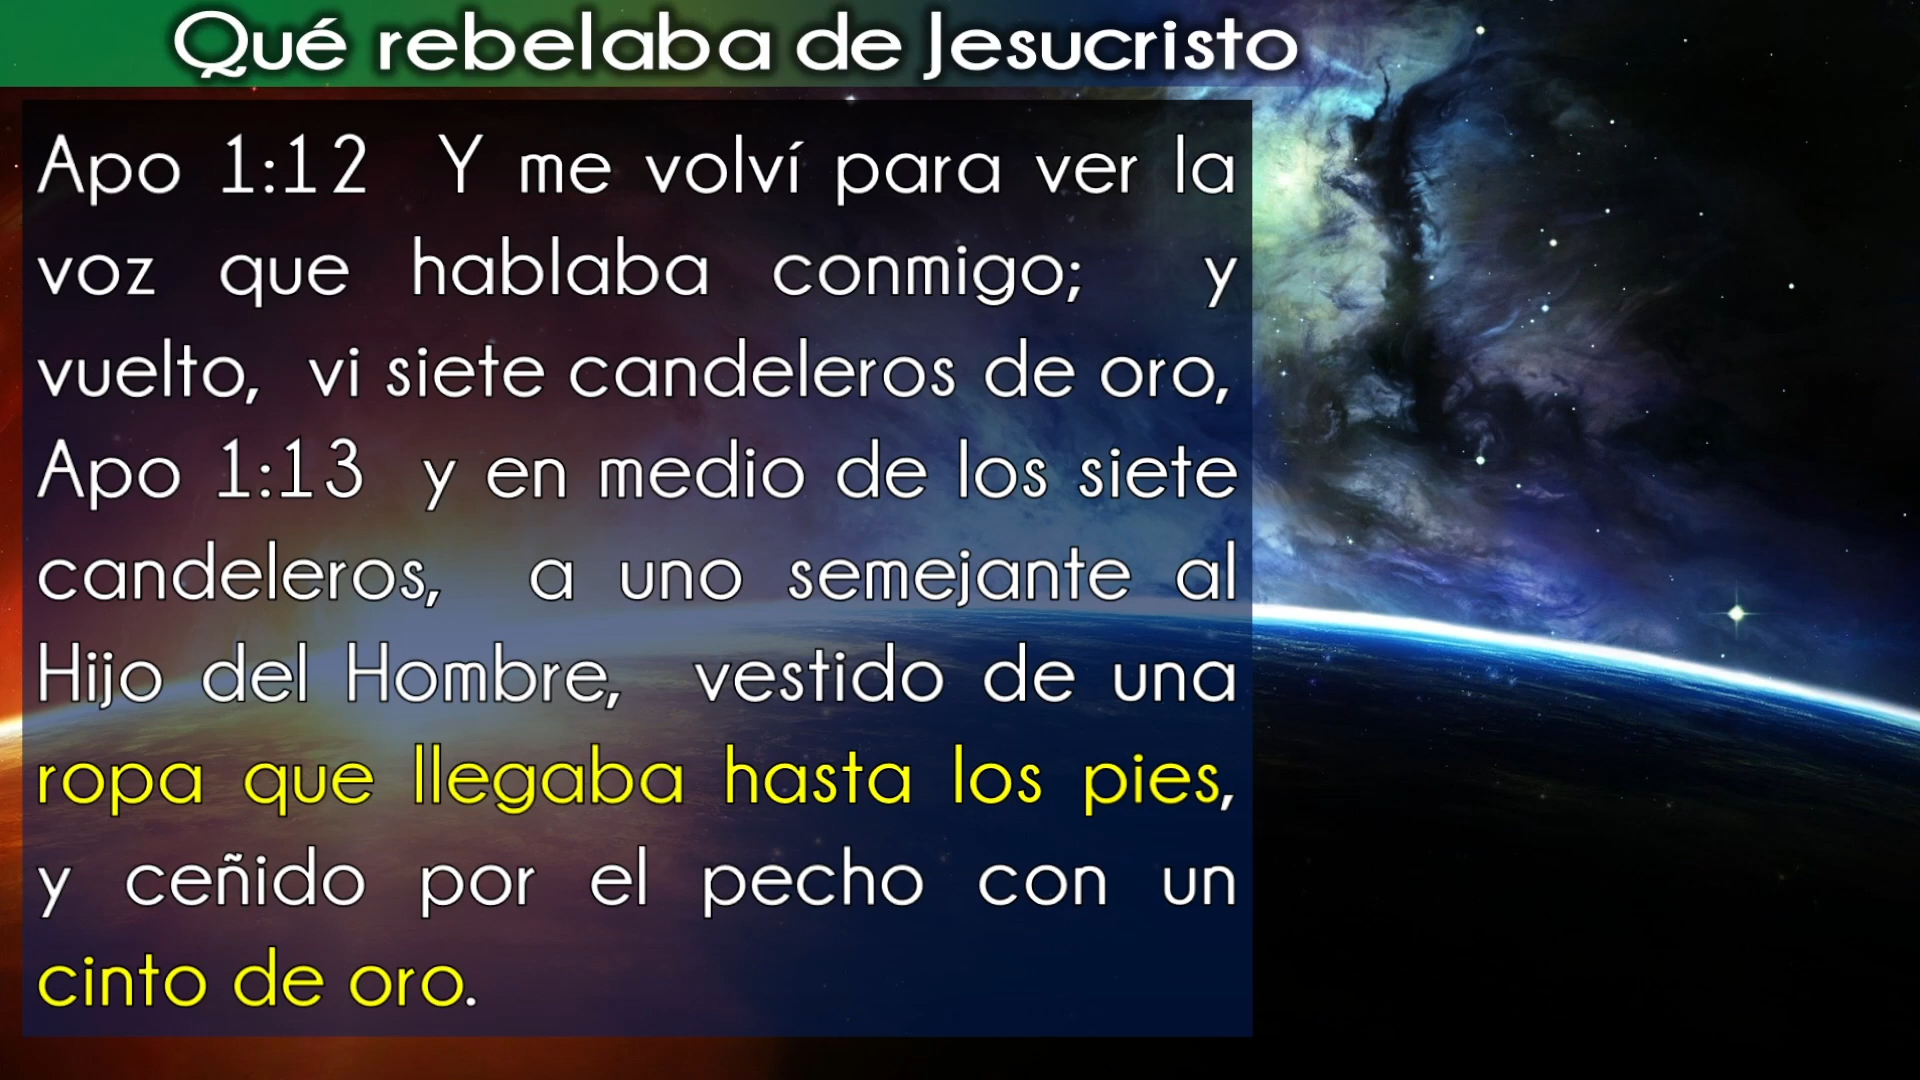 Qué rebelaba de Jesucristo
Apo 1:12 Y me volví para ver la
voz que hablaba conmigo; y
vuelto, vi siete candeleros de oro,
Apo 1:13 y en medio de los siete
candeleros, a uno semejante al
Hijo del Hombre, vestido de una
ropa que llegaba hasta los pies,
y ceñido por el pecho con un
cinto de oro.